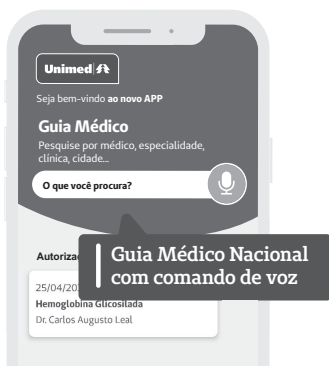 Unimed
Seja bem-vindo ao novo APP
Guia Médico
Pesquise por médico, especialidade,
clínica, cidade...
O que você procura?
Guia Médico Nacional
com comando de voz
25/04/20
Hemoglobina Glicosilada
Dr. Carlos Augusto Leal